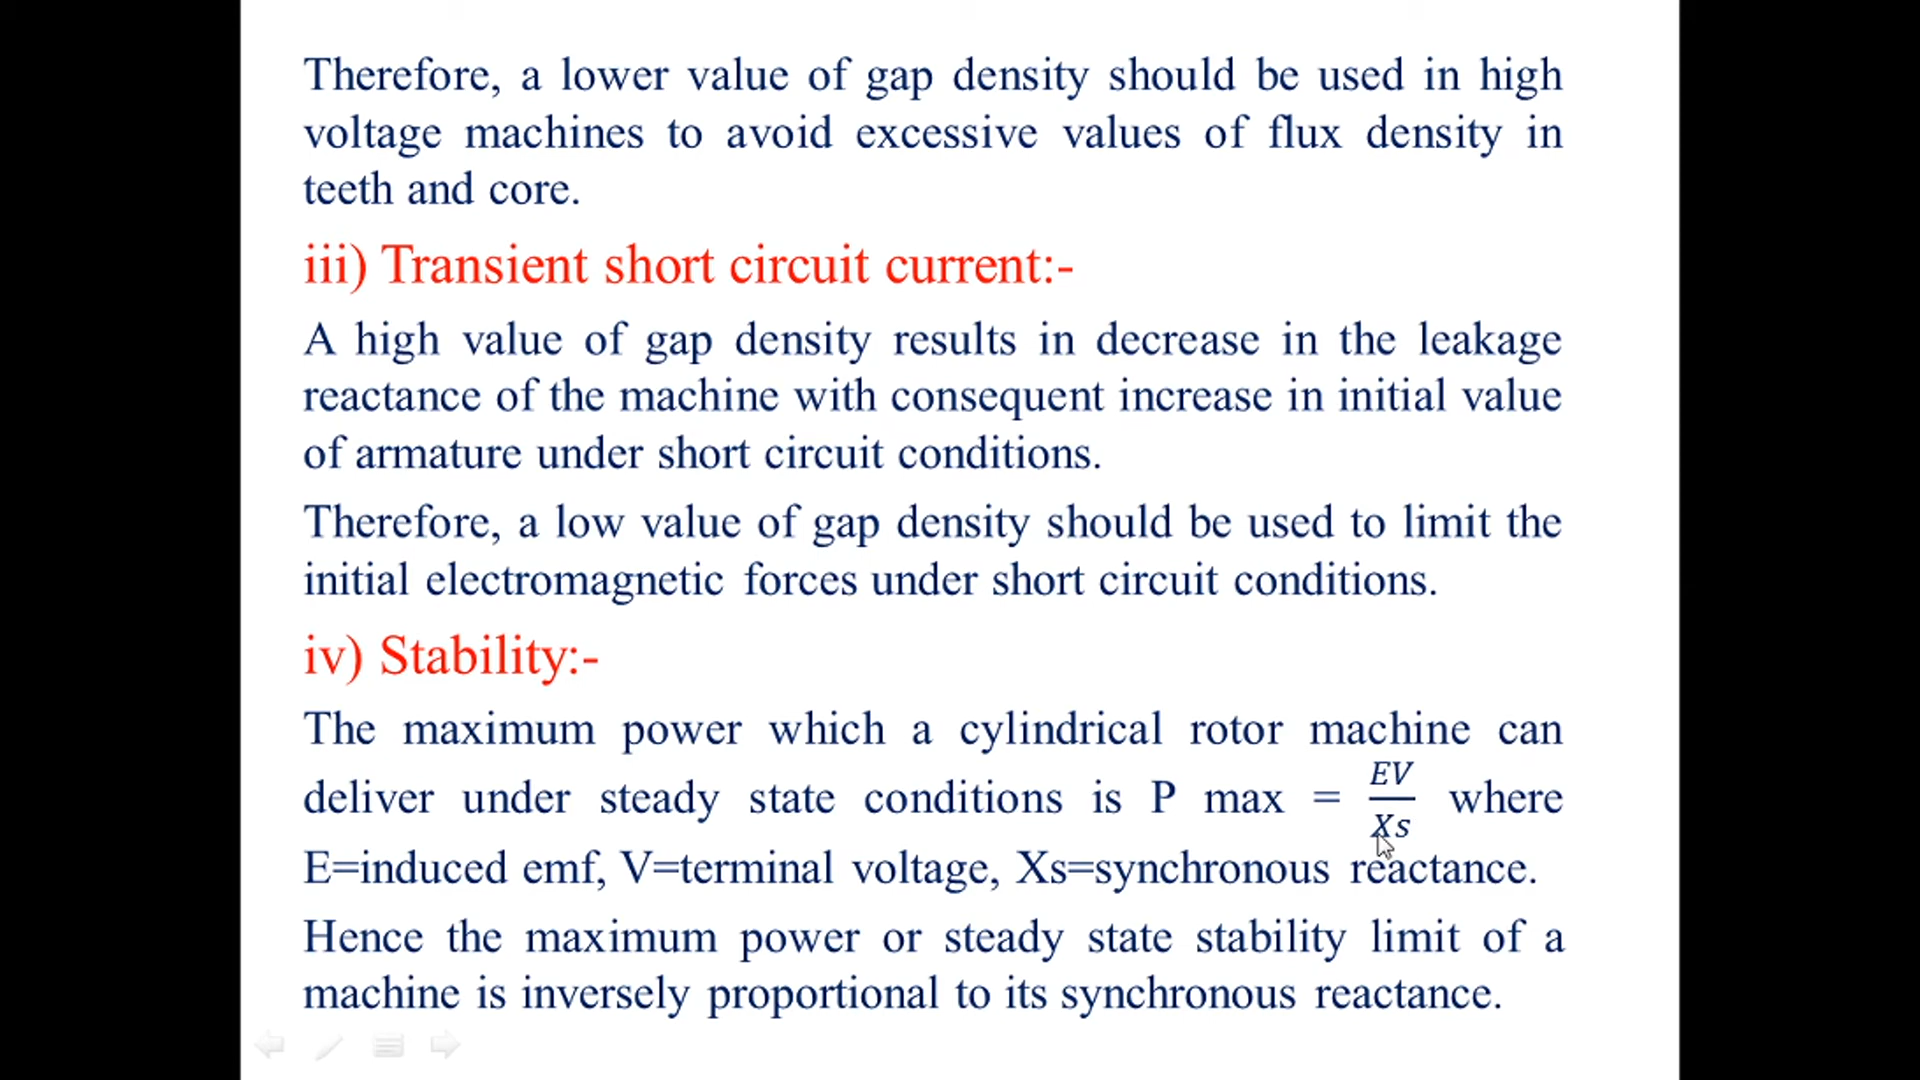 Therefore, a lower value of gap density should be used in high
voltage machines to avoid excessive values of flux density in
teeth and core.
iii) Transient short circuit current:-
A high value of gap density results in decrease in the leakage
reactance of the machine with consequent increase in initial value
of armature under short circuit conditions.
Therefore, a low value of gap density should be used to limit the
initial electromagnetic forces under short circuit conditions.
iv) Stability:-
The maximum power which a cylindrical rotor machine can
deliver under steady state conditions is P max = EV/Xs where
E=induced emf, V=terminal voltage, Xs=synchronous reactance.
Hence the maximum power or steady state stability limit of a
machine is inversely proportional to its synchronous reactance.